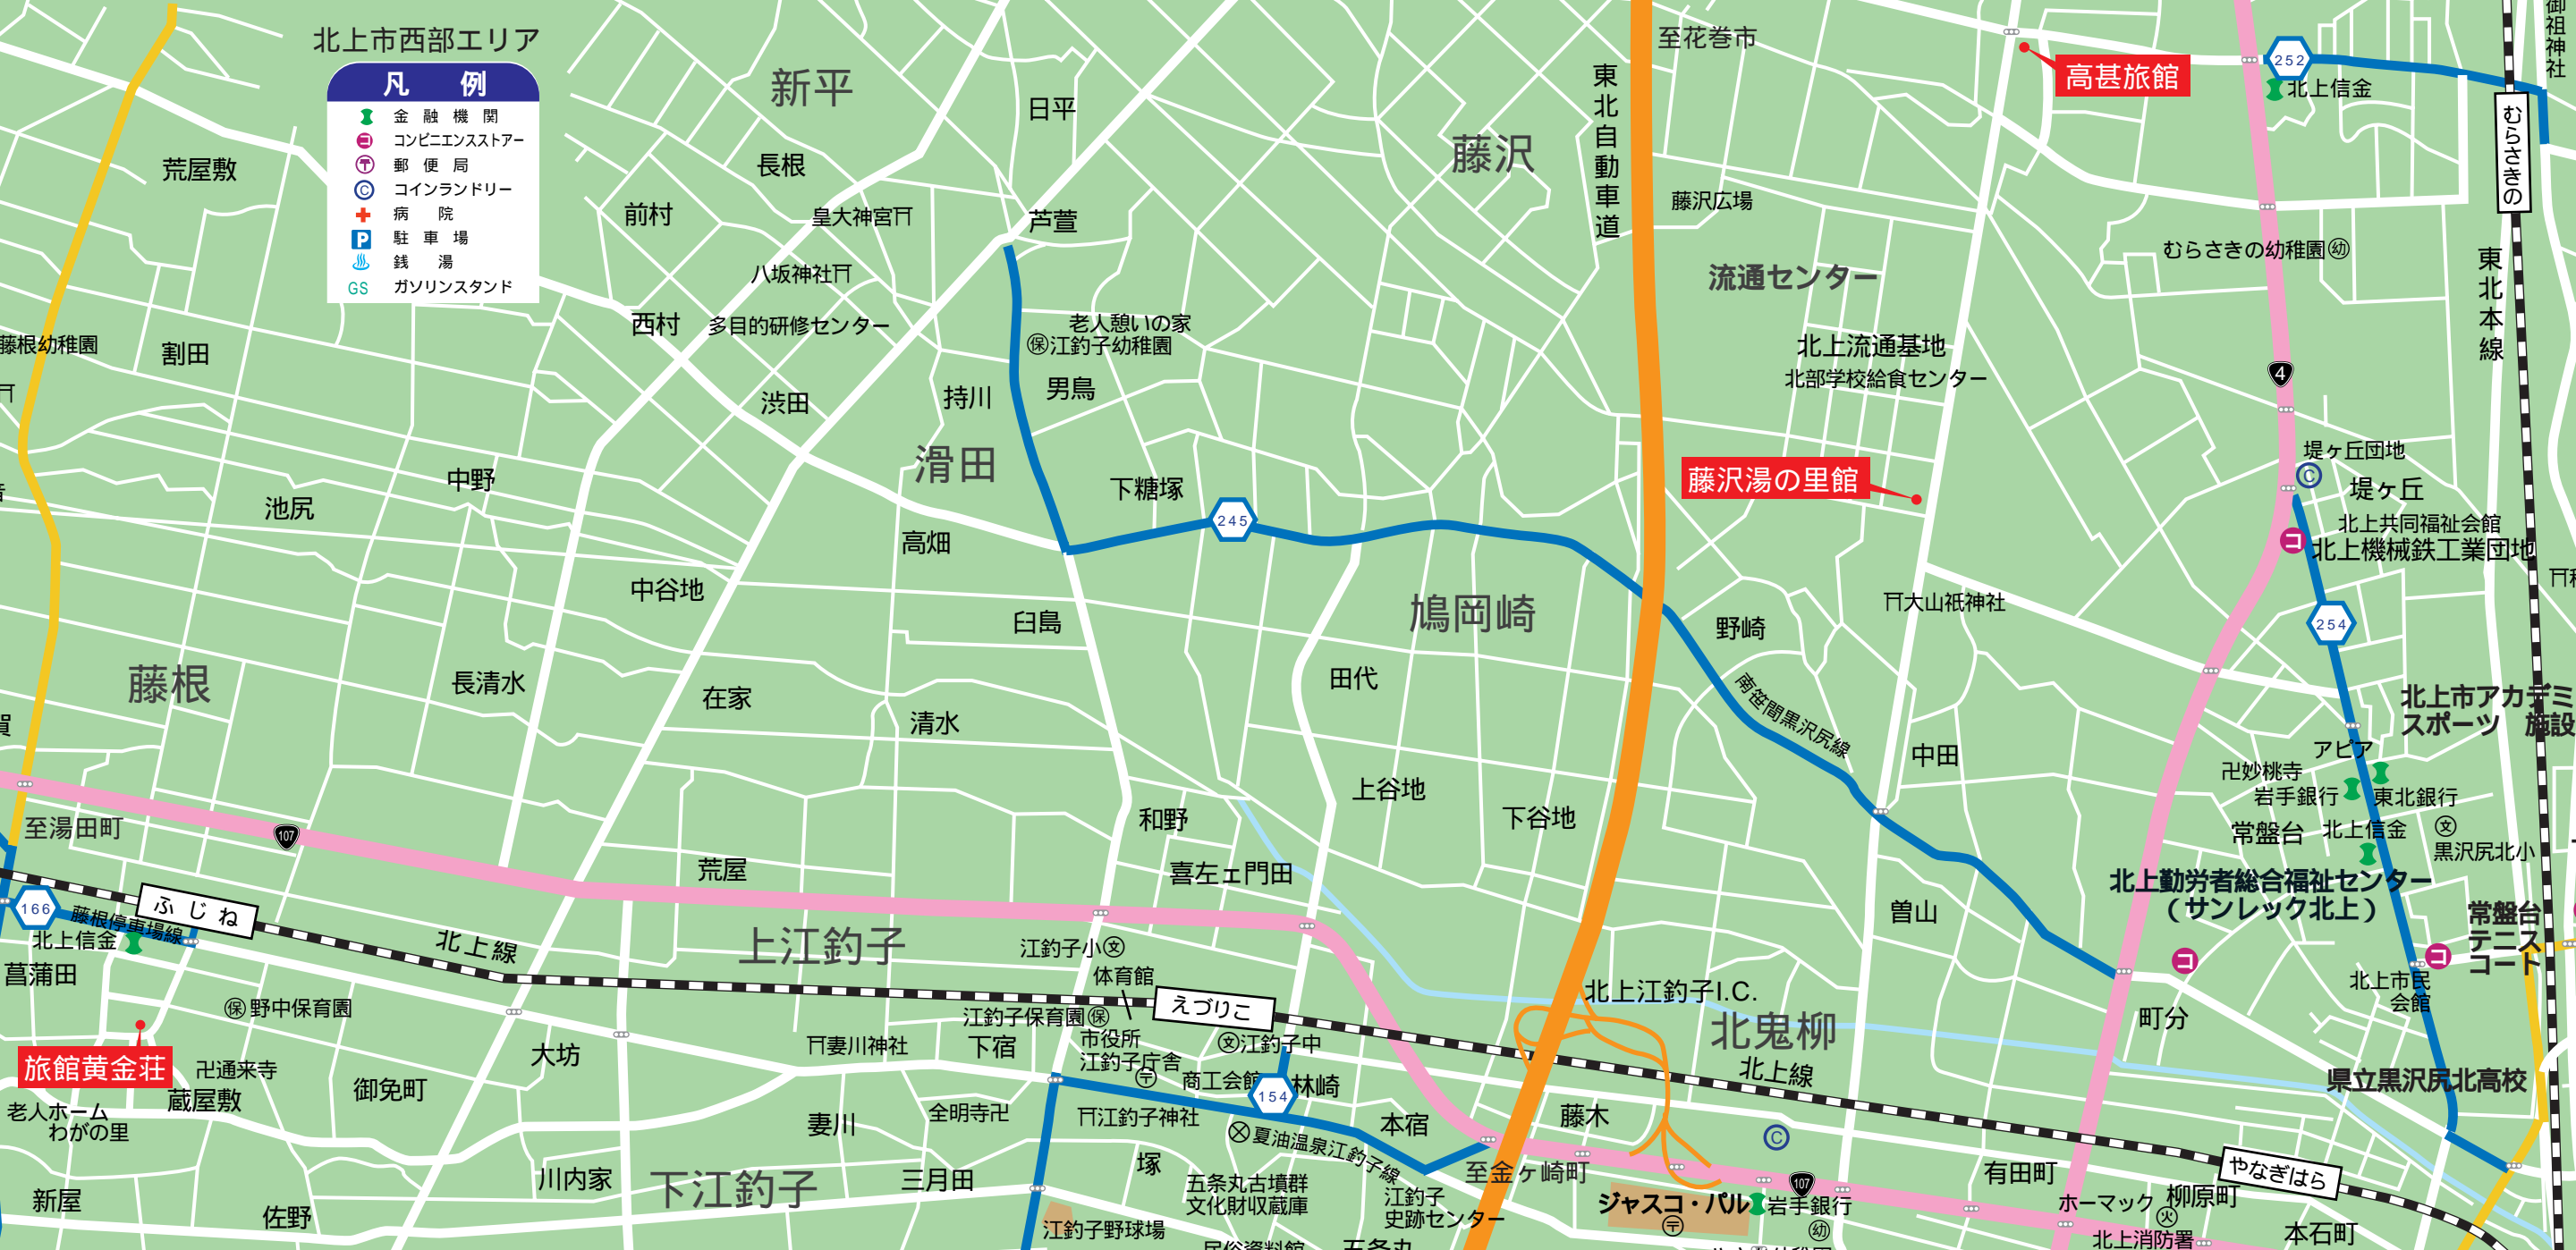 北上市西部エリア
凡 例
金融機関
コ コンビニエンスストアー
〒 郵便局
C コインランドリー
病 院
P 駐車場
銭 湯
GS ガソリンスタンド
新平
日平
長根
荒屋敷
前村
皇大神宮
芦萱
八坂神社
西村
多目的研修センター
藤根幼稚園
割田
老人憩いの家
保 江釣子幼稚園
男鳥
持川
渋田
滑田
中野
池尻
下糖塚
245
高畑
中谷地
臼島
藤根
長清水
在家
清水
田代
鳩岡崎
上谷地
下谷地
和野
喜左ェ門田
荒屋
至湯田町
107
ふじね
166
藤根停車場線
北上信金
菖蒲田
北上線
上江釣子
江釣子小 文
体育館
えづりこ
保 野中保育園
江釣子保育園 保
旅館黄金荘
卍通来寺
蔵屋敷
老人ホーム
わがの里
御免町
大坊
妻川神社
下宿
市役所
江釣子庁舎
〒
文 江釣子中
商工会館
154
林崎
妻川
全明寺卍
江釣子神社
夏油温泉江釣子線
本宿
塚
新屋
佐野
川内家
下江釣子
三月田
江釣子野球場
五条丸古墳群
文化財収蔵庫
江釣子
史跡センター
五条丸
至花巻市
東北自動車道
藤沢
藤沢広場
流通センター
北上流通基地
北部学校給食センター
高甚旅館
252
北上信金
むらさきの
御祖神社
東北本線
むらさきの幼稚園 幼
4
藤沢湯の里館
堤ヶ丘団地
C
堤ヶ丘
北上共同福祉会館
コ 北上機械鉄工業団地
254
大山祇神社
野崎
南笹間黒沢尻線
中田
北上市アカデミ
スポーツ 施設
アピア
卍妙桃寺
岩手銀行
東北銀行
常盤台
北上信金
文
黒沢尻北小
北上勤労者総合福祉センター
(サンレック北上)
常盤台
テニス
コート
曽山
コ
コ
北上市民
会館
町分
北上江釣子I.C.
北鬼柳
北上線
県立黒沢尻北高校
藤木
C
至金ヶ崎町
ジャスコ・パル
〒
107
岩手銀行
幼
有田町
やなぎはら
ホーマック
柳原町
火
北上消防署
本石町